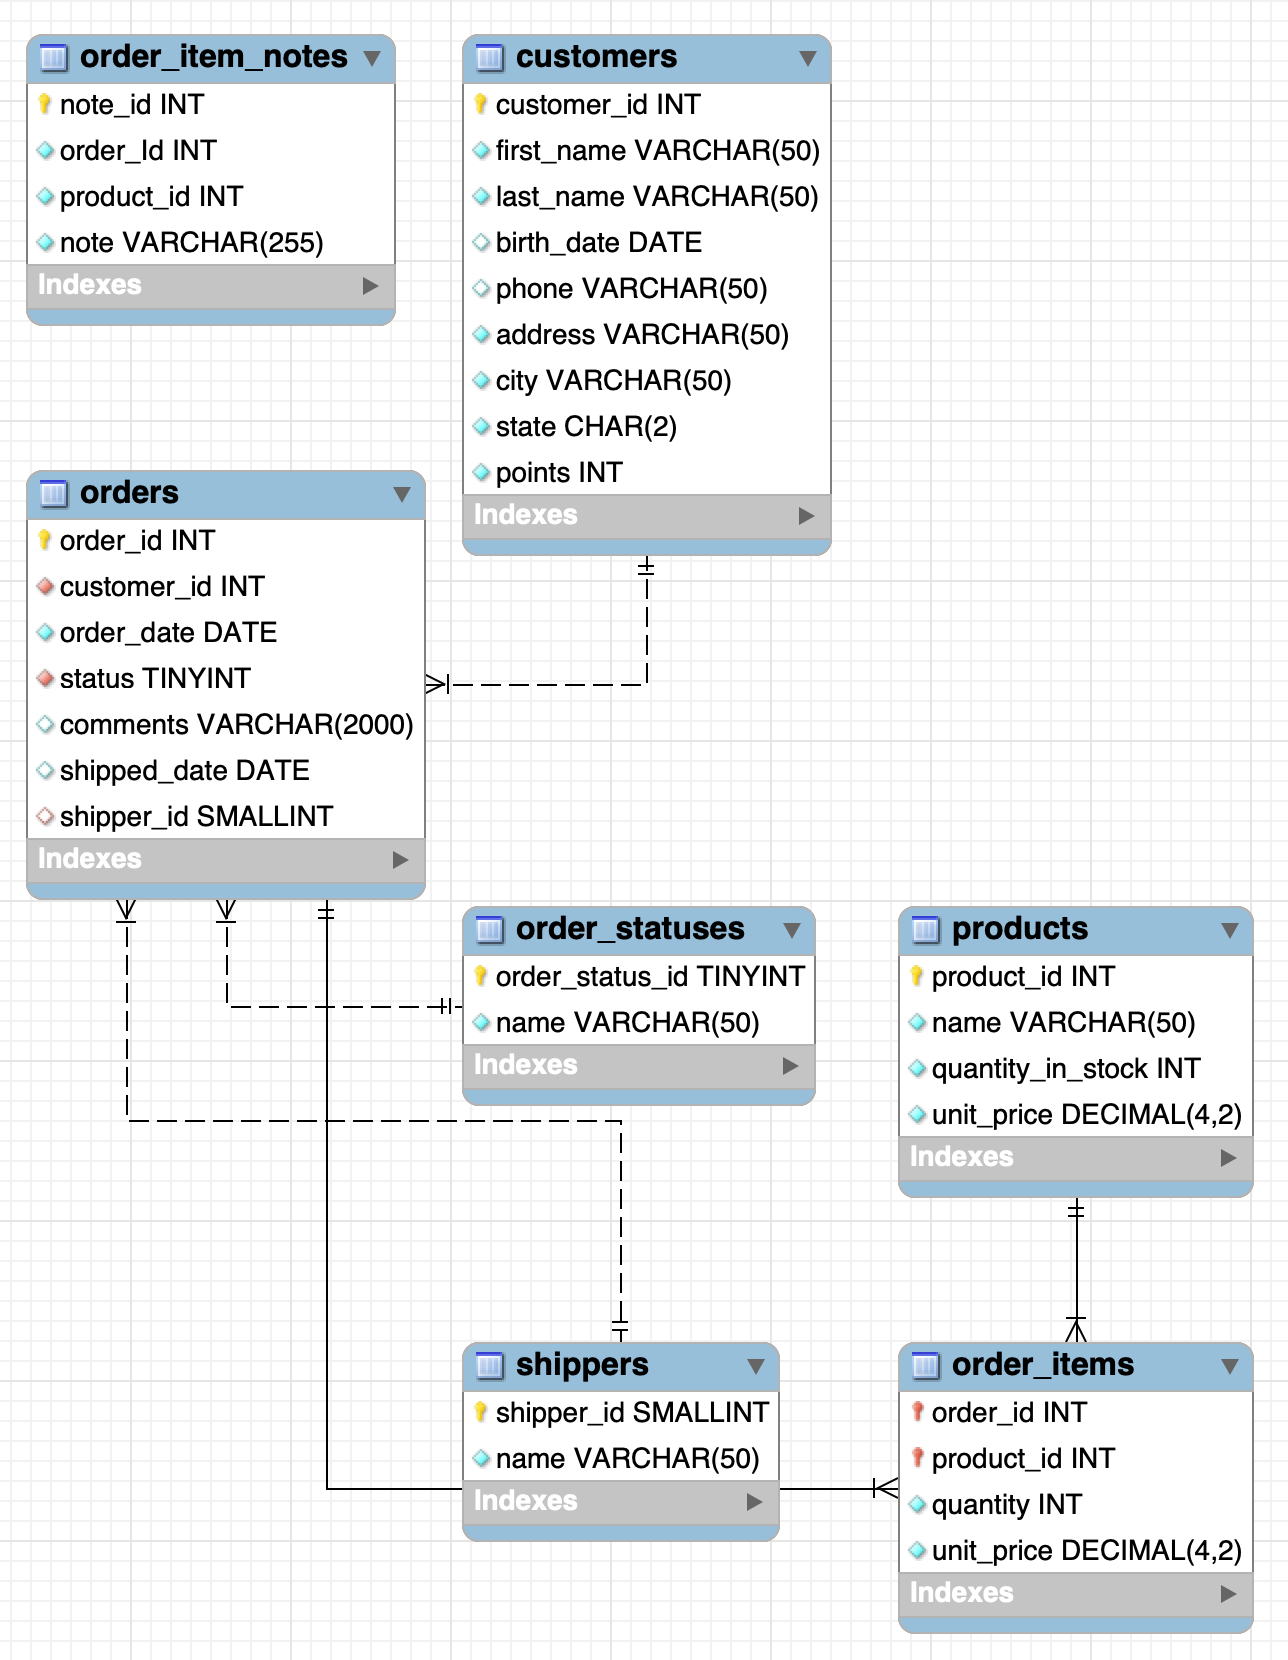 order_item_notes
note_id INT
order_Id INT
product_id INT
note VARCHAR(255)
Indexes
customers
customer_id INT
first_name VARCHAR(50)
last_name VARCHAR(50)
birth_date DATE
phone VARCHAR(50)
address VARCHAR(50)
city VARCHAR(50)
state CHAR(2)
points INT
Indexes
orders
order_id INT
customer_id INT
order_date DATE
status TINYINT
comments VARCHAR(2000)
shipped_date DATE
shipper_id SMALLINT
Indexes
order_statuses
order_status_id TINYINT
name VARCHAR(50)
Indexes
products
product_id INT
name VARCHAR(50)
quantity_in_stock INT
unit_price DECIMAL(4,2)
Indexes
shippers
shipper_id SMALLINT
name VARCHAR(50)
Indexes
order_items
order_id INT
product_id INT
quantity INT
unit_price DECIMAL(4,2)
Indexes